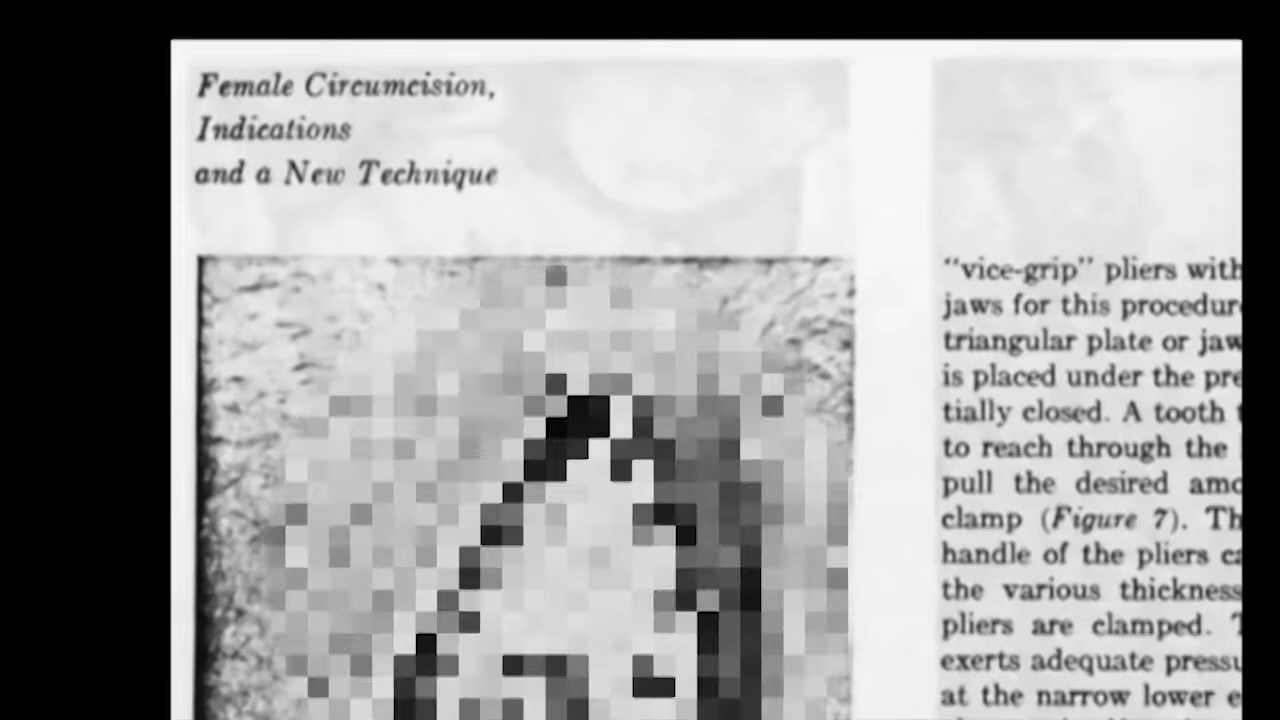 Female Circumcision,
Indications
and a New Technique
"vice-grip" pliers with
jaws for this procedur
triangular plate or jaw
is placed under the pre
tially closed. A tooth
to reach through the
pull the desired amo
clamp (Figure 7). Th
handle of the pliers ca
the various thickness
pliers are clamped. T
exerts adequate pressu
at the narrow lower e